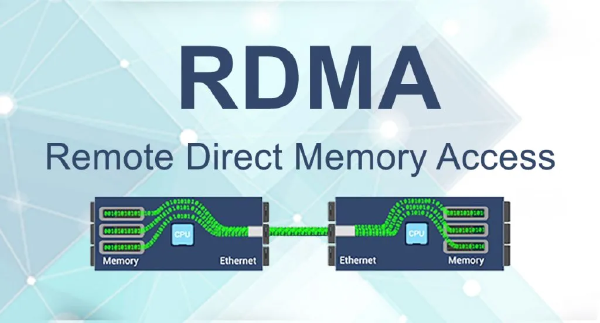 RDMA
Remote Direct Memory Access
CPU
CPU
Memory
Ethernet
Ethernet
Memory